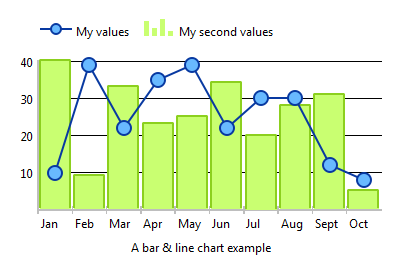 My values My second values
40
30
20
10
Jan Feb Mar Apr May Jun Jul Aug Sept Oct
A bar & line chart example